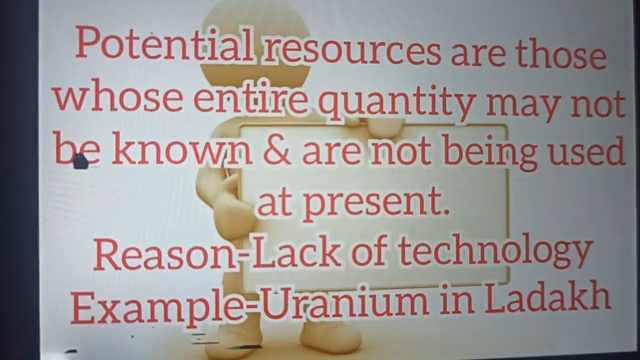 Potential resources are those
whose entire quantity may not
be known & are not being used
at present.
Reason-Lack of technology
Example-Uranium in Ladakh